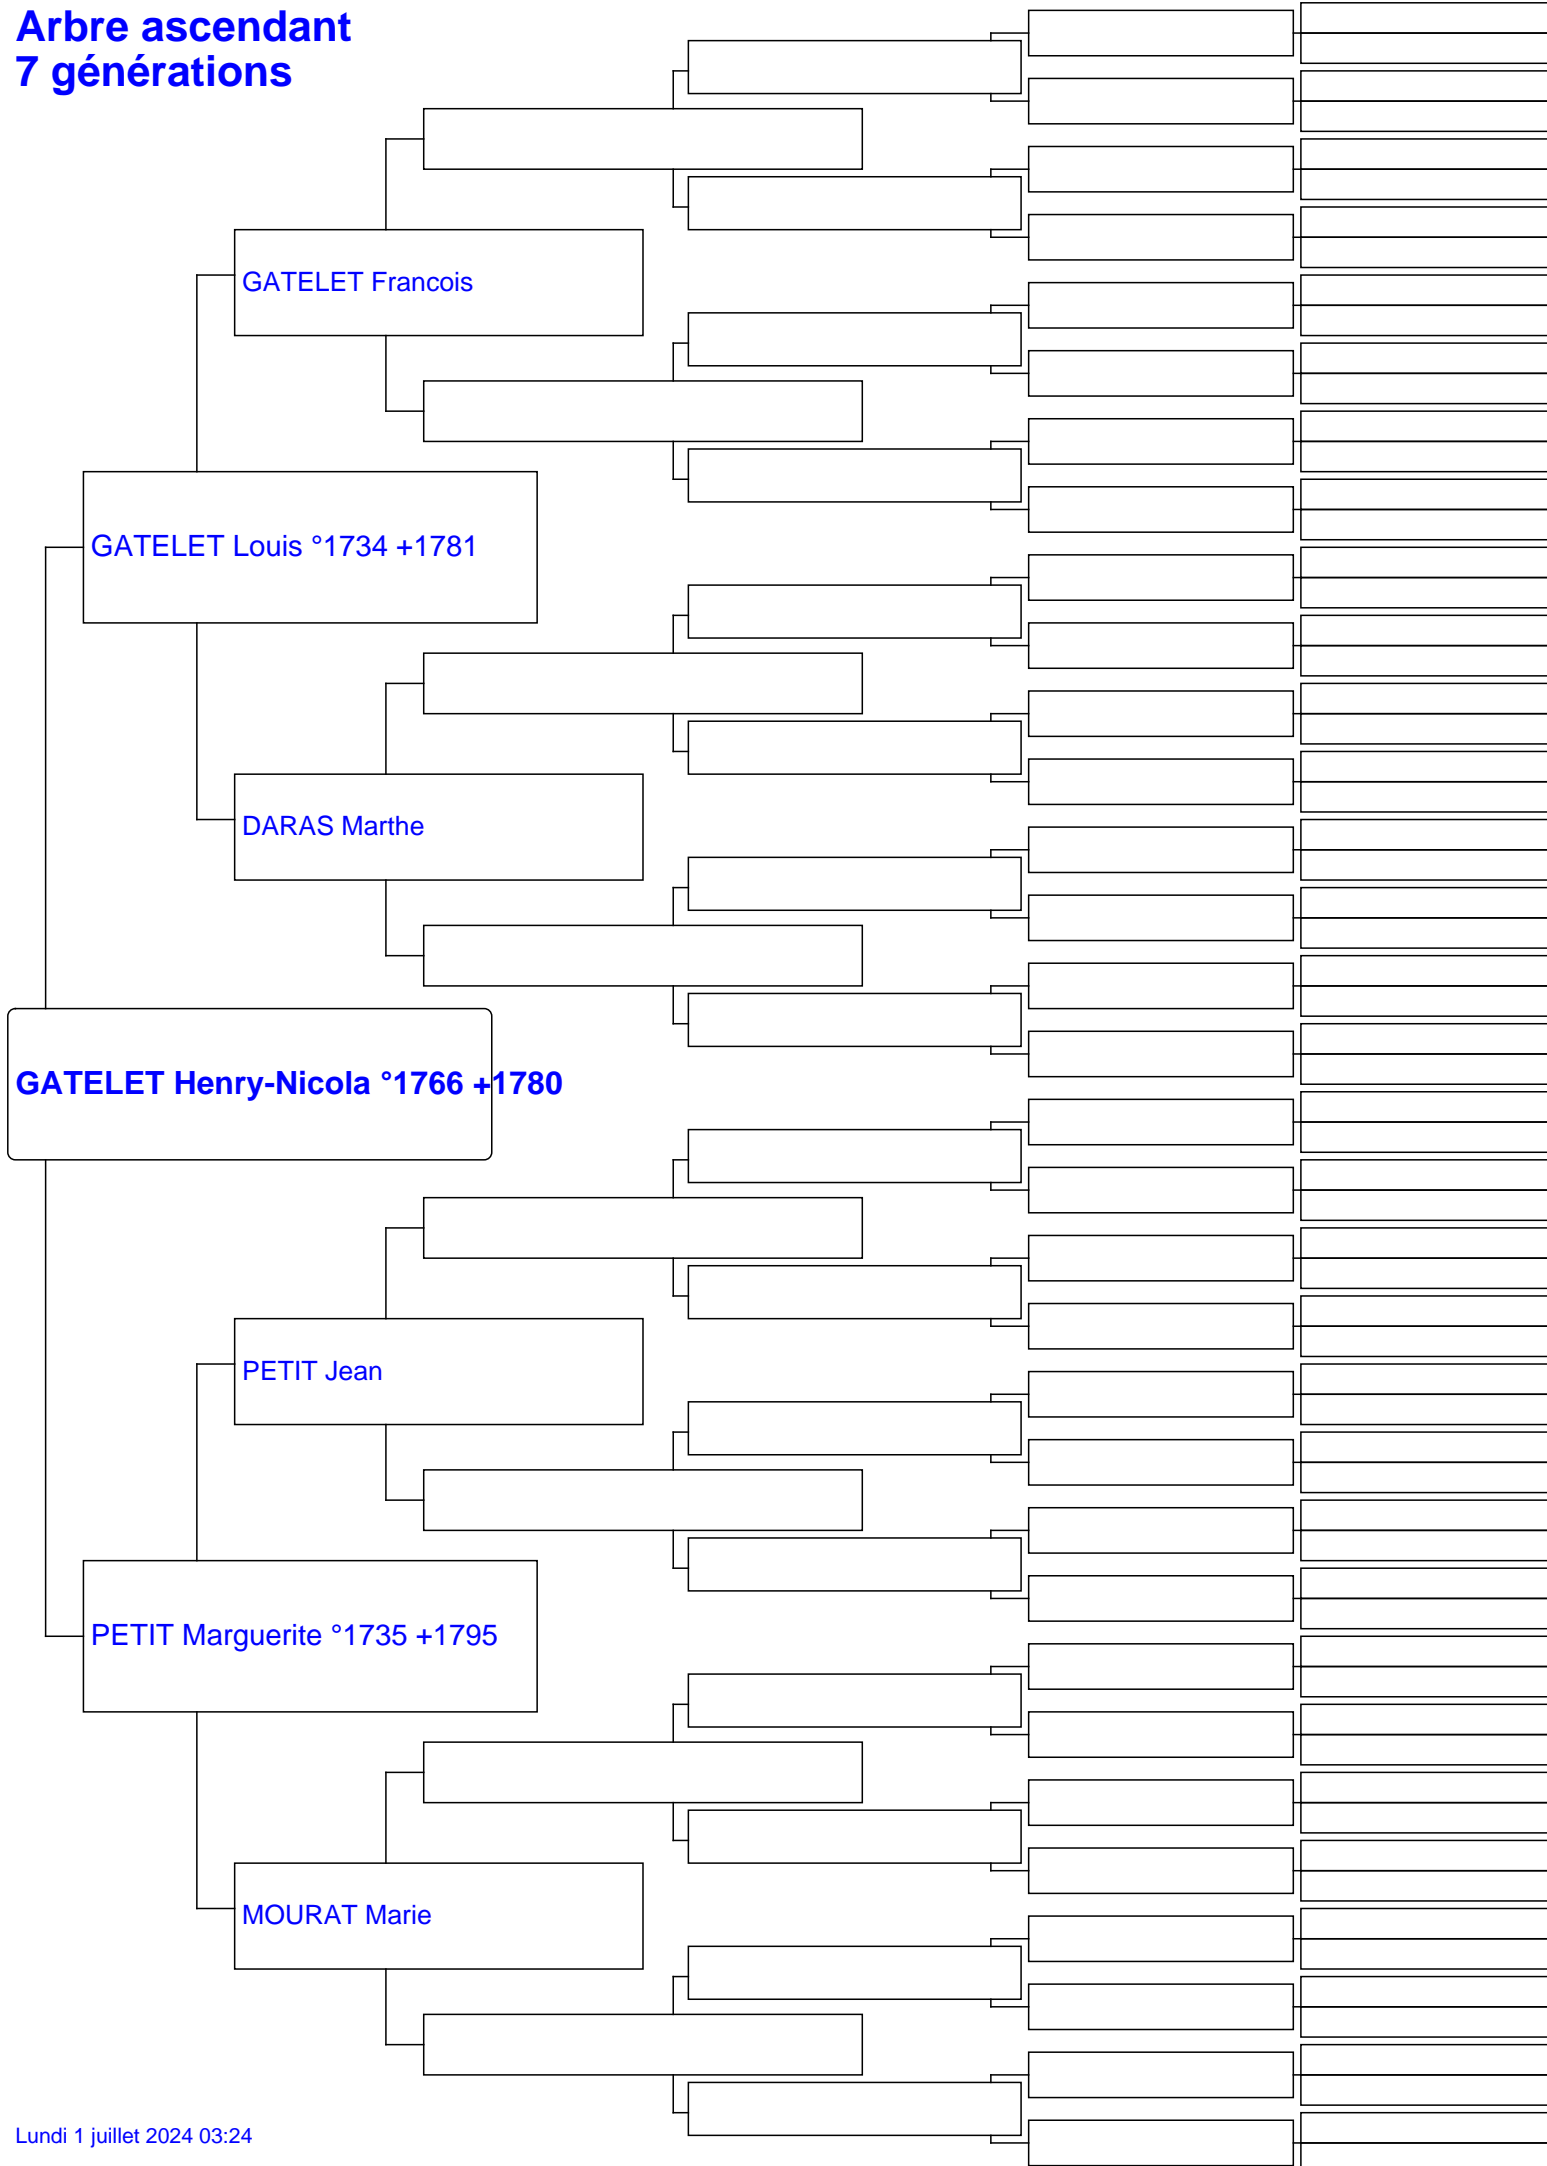 Arbre ascendant
7 générations
GATELET Francois
GATELET Louis °1734 +1781
DARAS Marthe
GATELET Henry-Nicola °1766 +1780
PETIT Jean
PETIT Marguerite °1735 +1795
MOURAT Marie
Lundi 1 juillet 2024 03:24